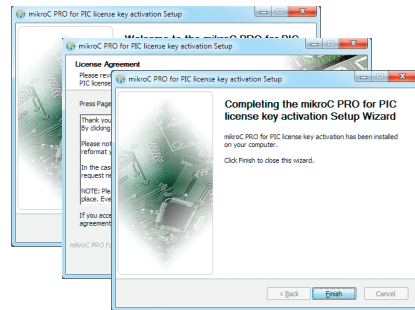 mikroC PRO for PIC license key activation Setup
Welcome to the mikroC PRO for PIC
mikroC PRO for PIC license key activation Setup
License Agreement
Please rev
PIC license
Press Page
Thank you
By clicking
Please not
reformat y
In the cas
request ne
NOTE: Ple
place. Eve
If you acce
agreement
mikroC PRO fo
mikroC PRO for PIC license key activation Setup
Completing the mikroC PRO for PIC
license key activation Setup Wizard
mikroC PRO for PIC license key activation has been installed
on your computer.
Click Finish to close this wizard.
< Back
Finish
Cancel